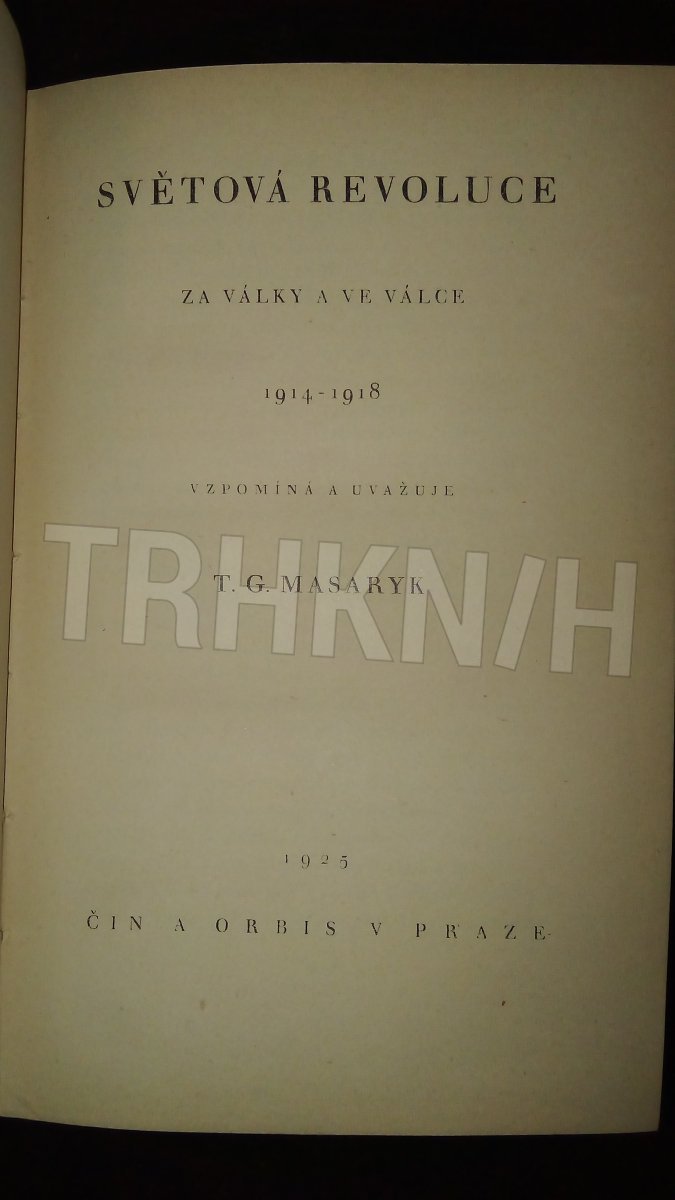 SVĚTOVÁ REVOLUCE
ZA VÁLKY A VE VÁLCE
1914-1918
VZPOMÍNÁ A UVAŽUJE
T. G. MASARYK
TRHKNIH
1925
ČIN A ORBIS V PRAZE